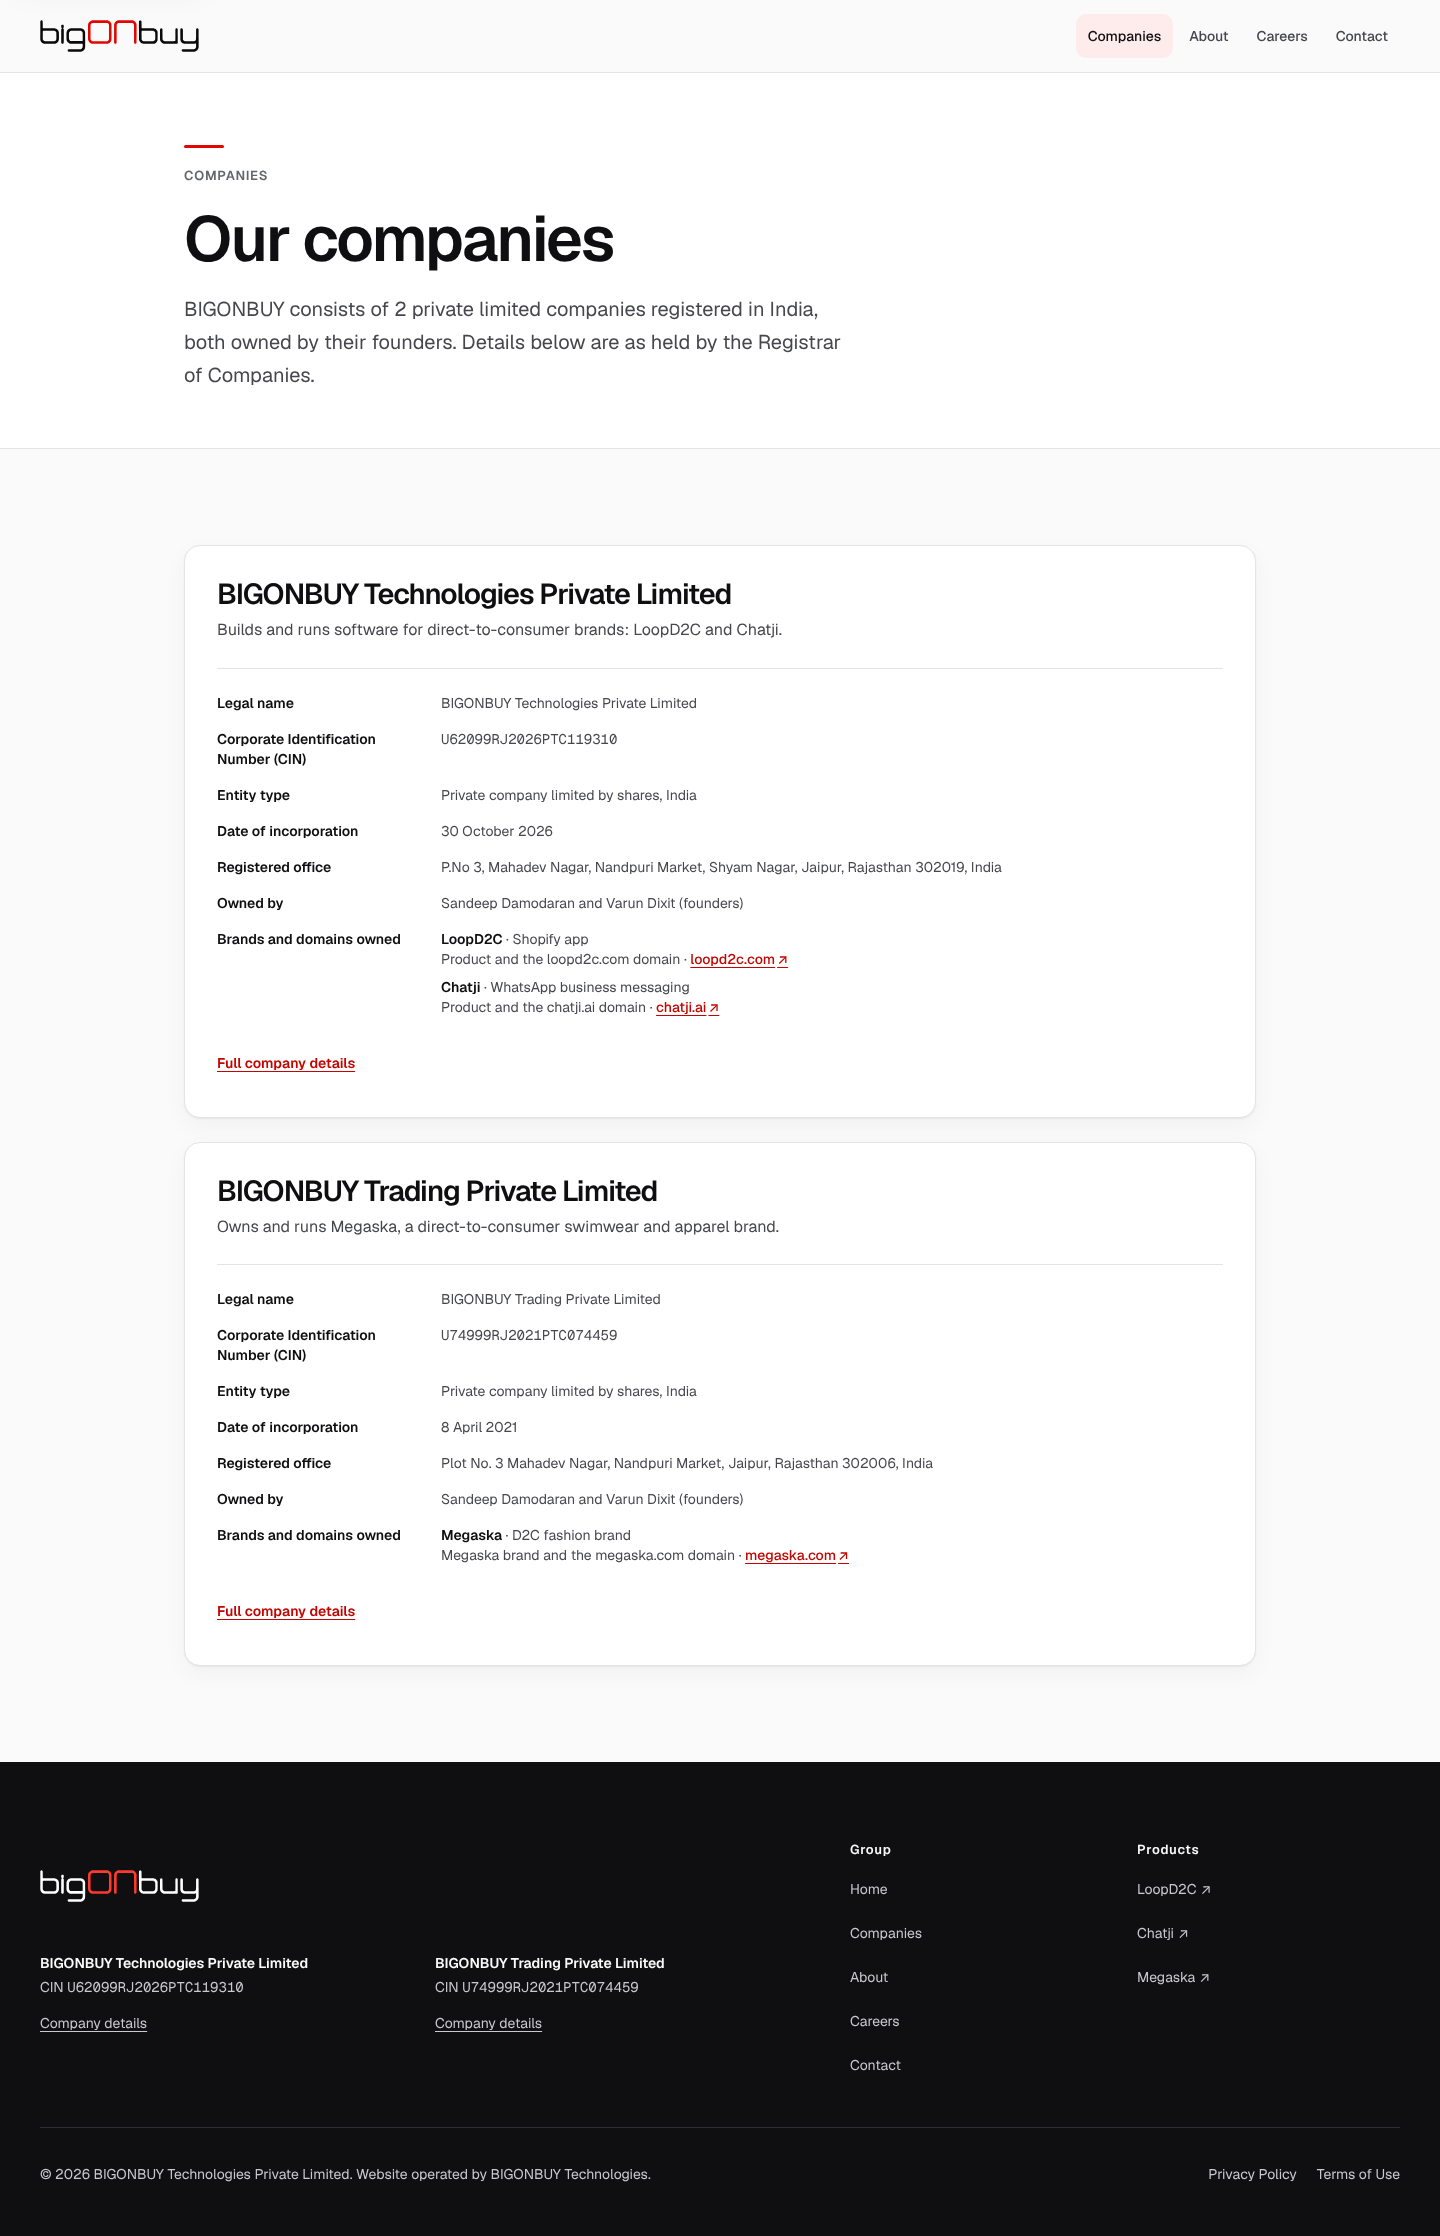 bigONbuy
Companies
About
Careers
Contact
COMPANIES
Our companies
BIGONBUY consists of 2 private limited companies registered in India,
both owned by their founders. Details below are as held by the Registrar
of Companies.
BIGONBUY Technologies Private Limited
Builds and runs software for direct-to-consumer brands: LoopD2C and Chatji.
Legal name
BIGONBUY Technologies Private Limited
Corporate Identification
Number (CIN)
U62099RJ2026PTC119310
Entity type
Private company limited by shares, India
Date of incorporation
30 October 2026
Registered office
P.No 3, Mahadev Nagar, Nandpuri Market, Shyam Nagar, Jaipur, Rajasthan 302019, India
Owned by
Sandeep Damodaran and Varun Dixit (founders)
Brands and domains owned
LoopD2C · Shopify app
Product and the loopd2c.com domain · loopd2c.com ↗
Chatji · WhatsApp business messaging
Product and the chatji.ai domain · chatji.ai ↗
Full company details
BIGONBUY Trading Private Limited
Owns and runs Megaska, a direct-to-consumer swimwear and apparel brand.
Legal name
BIGONBUY Trading Private Limited
Corporate Identification
Number (CIN)
U74999RJ2021PTC074459
Entity type
Private company limited by shares, India
Date of incorporation
8 April 2021
Registered office
Plot No. 3 Mahadev Nagar, Nandpuri Market, Jaipur, Rajasthan 302006, India
Owned by
Sandeep Damodaran and Varun Dixit (founders)
Brands and domains owned
Megaska · D2C fashion brand
Megaska brand and the megaska.com domain · megaska.com ↗
Full company details
bigONbuy
BIGONBUY Technologies Private Limited
CIN U62099RJ2026PTC119310
Company details
BIGONBUY Trading Private Limited
CIN U74999RJ2021PTC074459
Company details
Group
Home
Companies
About
Careers
Contact
Products
LoopD2C ↗
Chatji ↗
Megaska ↗
© 2026 BIGONBUY Technologies Private Limited. Website operated by BIGONBUY Technologies.
Privacy Policy
Terms of Use